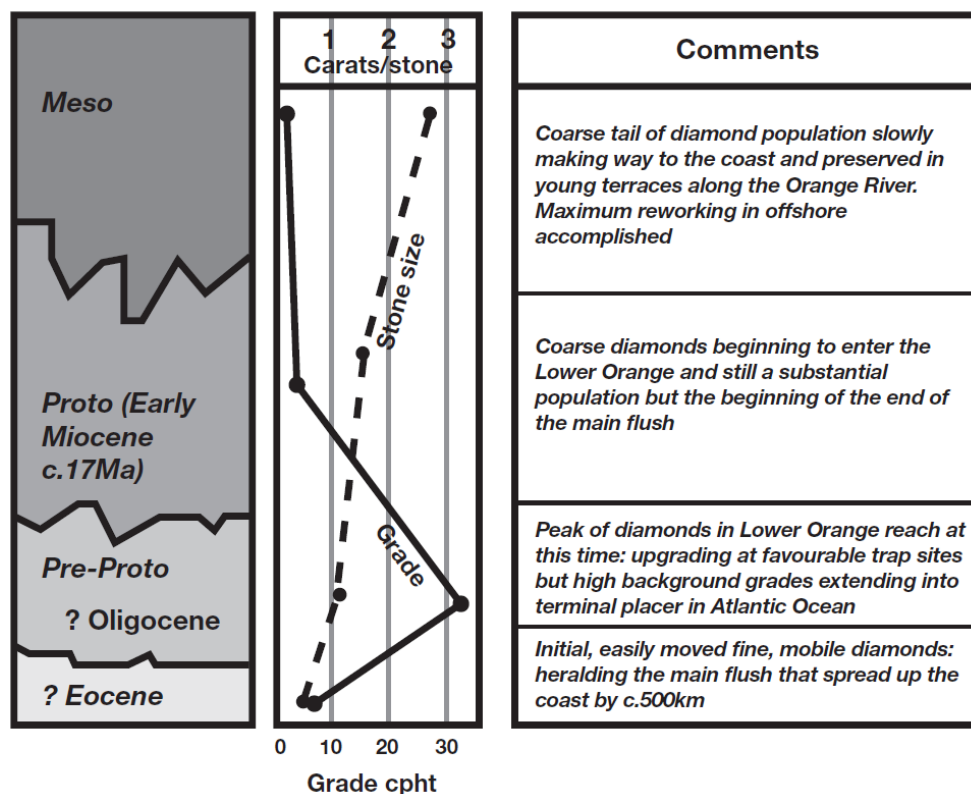 Meso
Proto (Early
Miocene
c.17Ma)
Pre-Proto
? Oligocene
? Eocene
1 2 3
Carats/stone
Stone size
Grade
0 10 20 30
Grade cpht
Comments
Coarse tail of diamond population slowly
making way to the coast and preserved in
young terraces along the Orange River.
Maximum reworking in offshore
accomplished
Coarse diamonds beginning to enter the
Lower Orange and still a substantial
population but the beginning of the end of
the main flush
Peak of diamonds in Lower Orange reach at
this time: upgrading at favourable trap sites
but high background grades extending into
terminal placer in Atlantic Ocean
Initial, easily moved fine, mobile diamonds:
heralding the main flush that spread up the
coast by c.500km